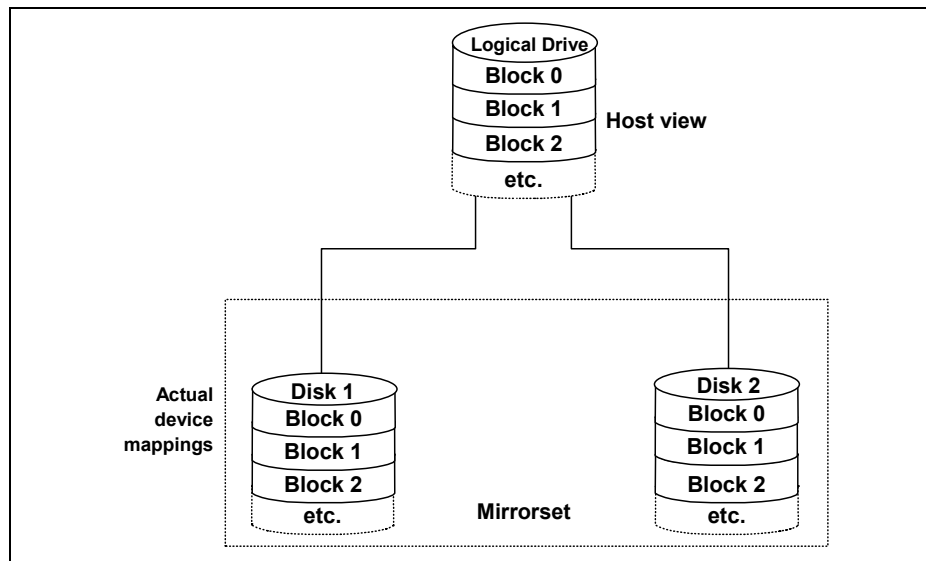 Logical Drive
Block 0
Block 1
Block 2
etc.
Host view
Actual
device
mappings
Disk 1
Block 0
Block 1
Block 2
etc.
Mirrorset
Disk 2
Block 0
Block 1
Block 2
etc.